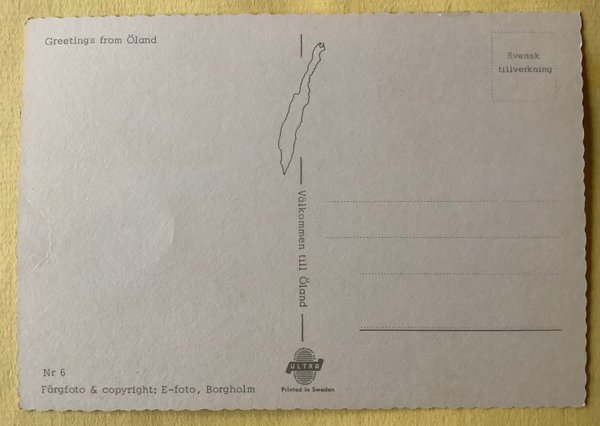 Greetings from Öland
Svensk
tillverkning
Välkommen till Öland
Nr 6
Färgfoto & copyright: E-foto, Borgholm
ULTRA
Printed in Sweden